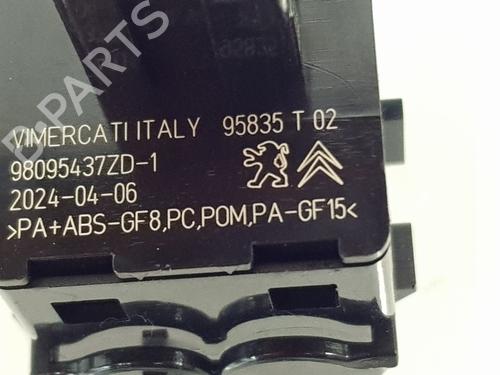 VIMERCATI ITALY 95835 T 02
98095437ZD-1
2024-04-06
>PA+ABS-GF8,PC,POM,PA-GF15<